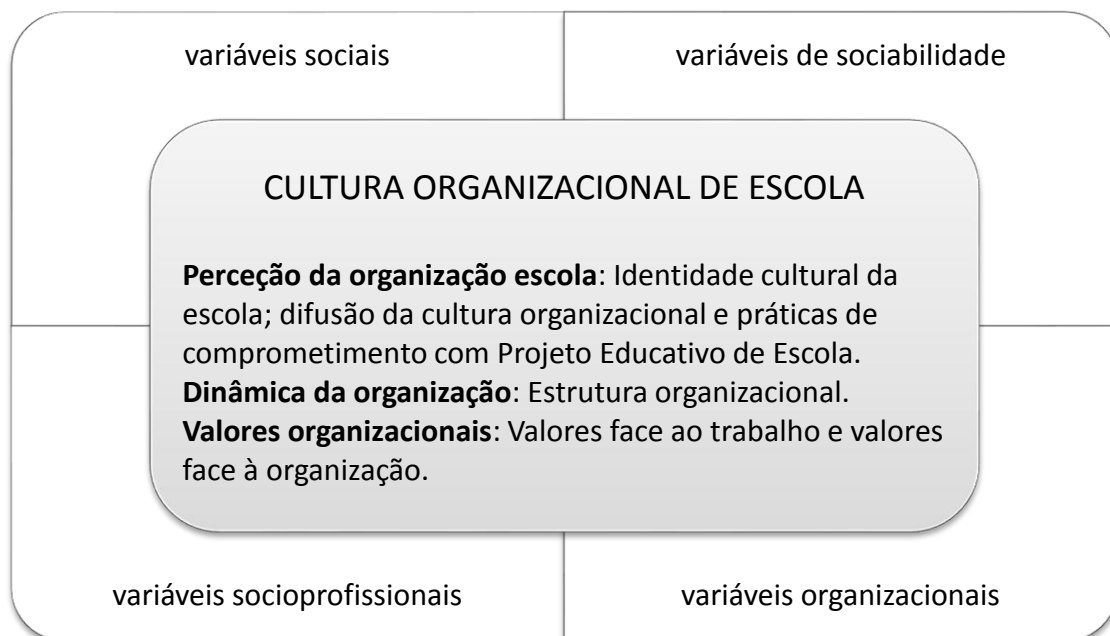 variáveis sociais
variáveis de sociabilidade
CULTURA ORGANIZACIONAL DE ESCOLA
Perceção da organização escola: Identidade cultural da
escola; difusão da cultura organizacional e práticas de
comprometimento com Projeto Educativo de Escola.
Dinâmica da organização: Estrutura organizacional.
Valores organizacionais: Valores face ao trabalho e valores
face à organização.
variáveis socioprofissionais
variáveis organizacionais